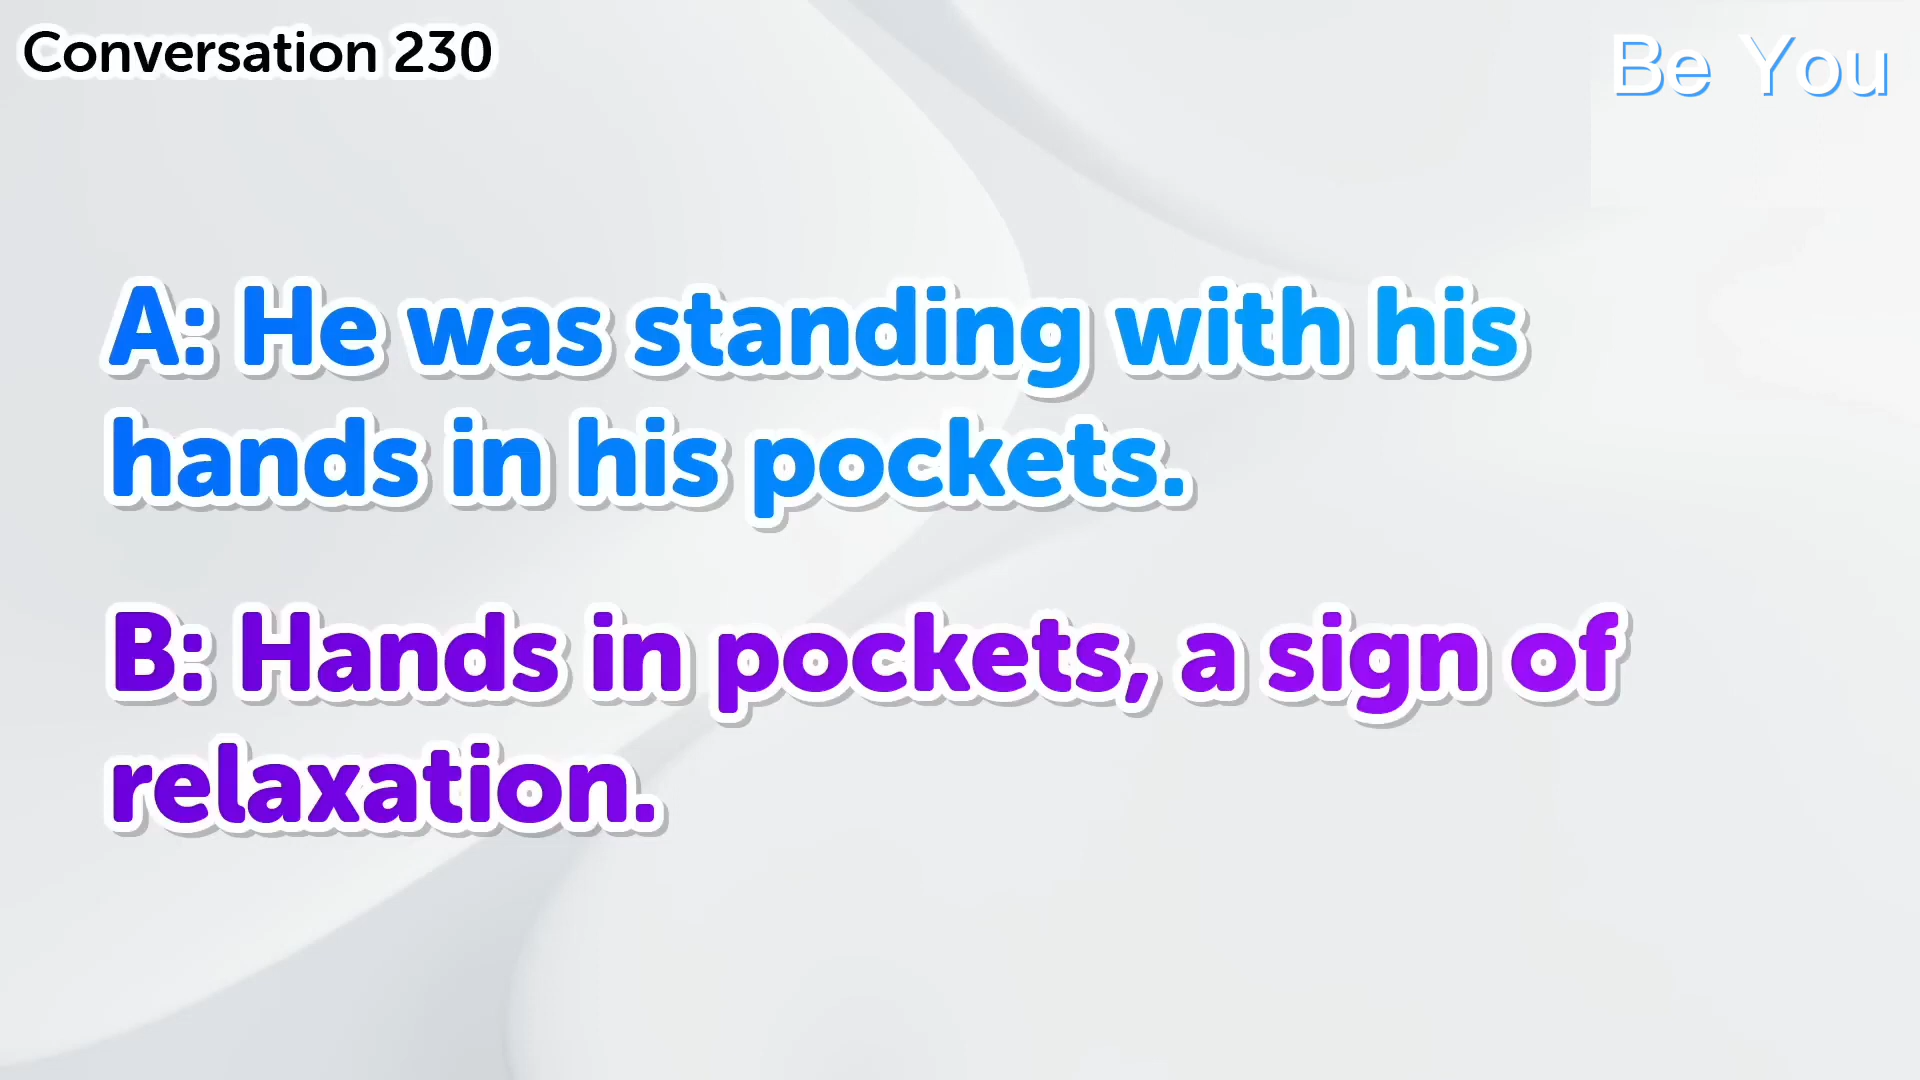 Conversation 230
Be You
A: He was standing with his
hands in his pockets.
B: Hands in pockets, a sign of
relaxation.